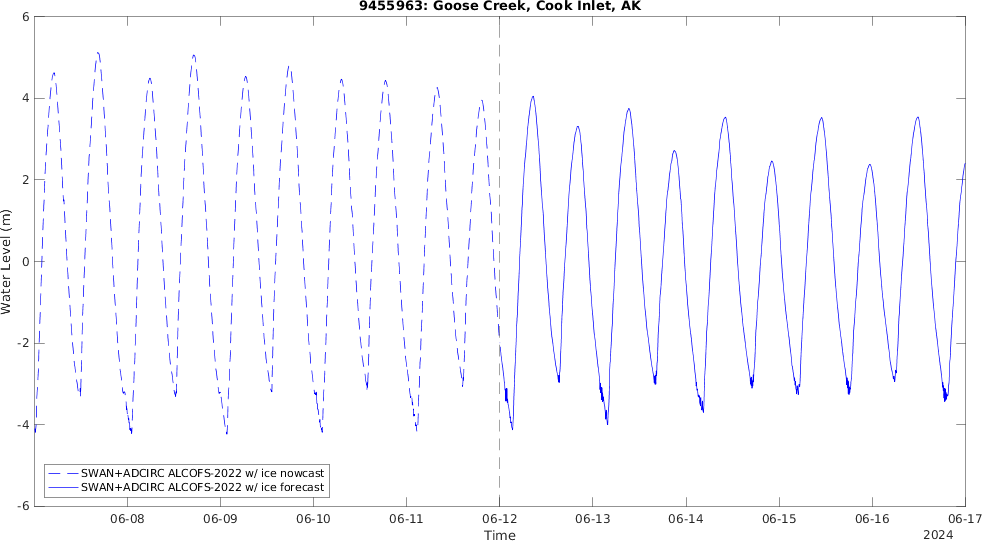 9455963: Goose Creek, Cook Inlet, AK
6
4
2
0
-2
-4
-6
Water Level (m)
SWAN+ADCIRC ALCOFS-2022 w/ ice nowcast
SWAN+ADCIRC ALCOFS-2022 w/ ice forecast
06-08 06-09 06-10 06-11 06-12 06-13 06-14 06-15 06-16 06-17
Time
2024